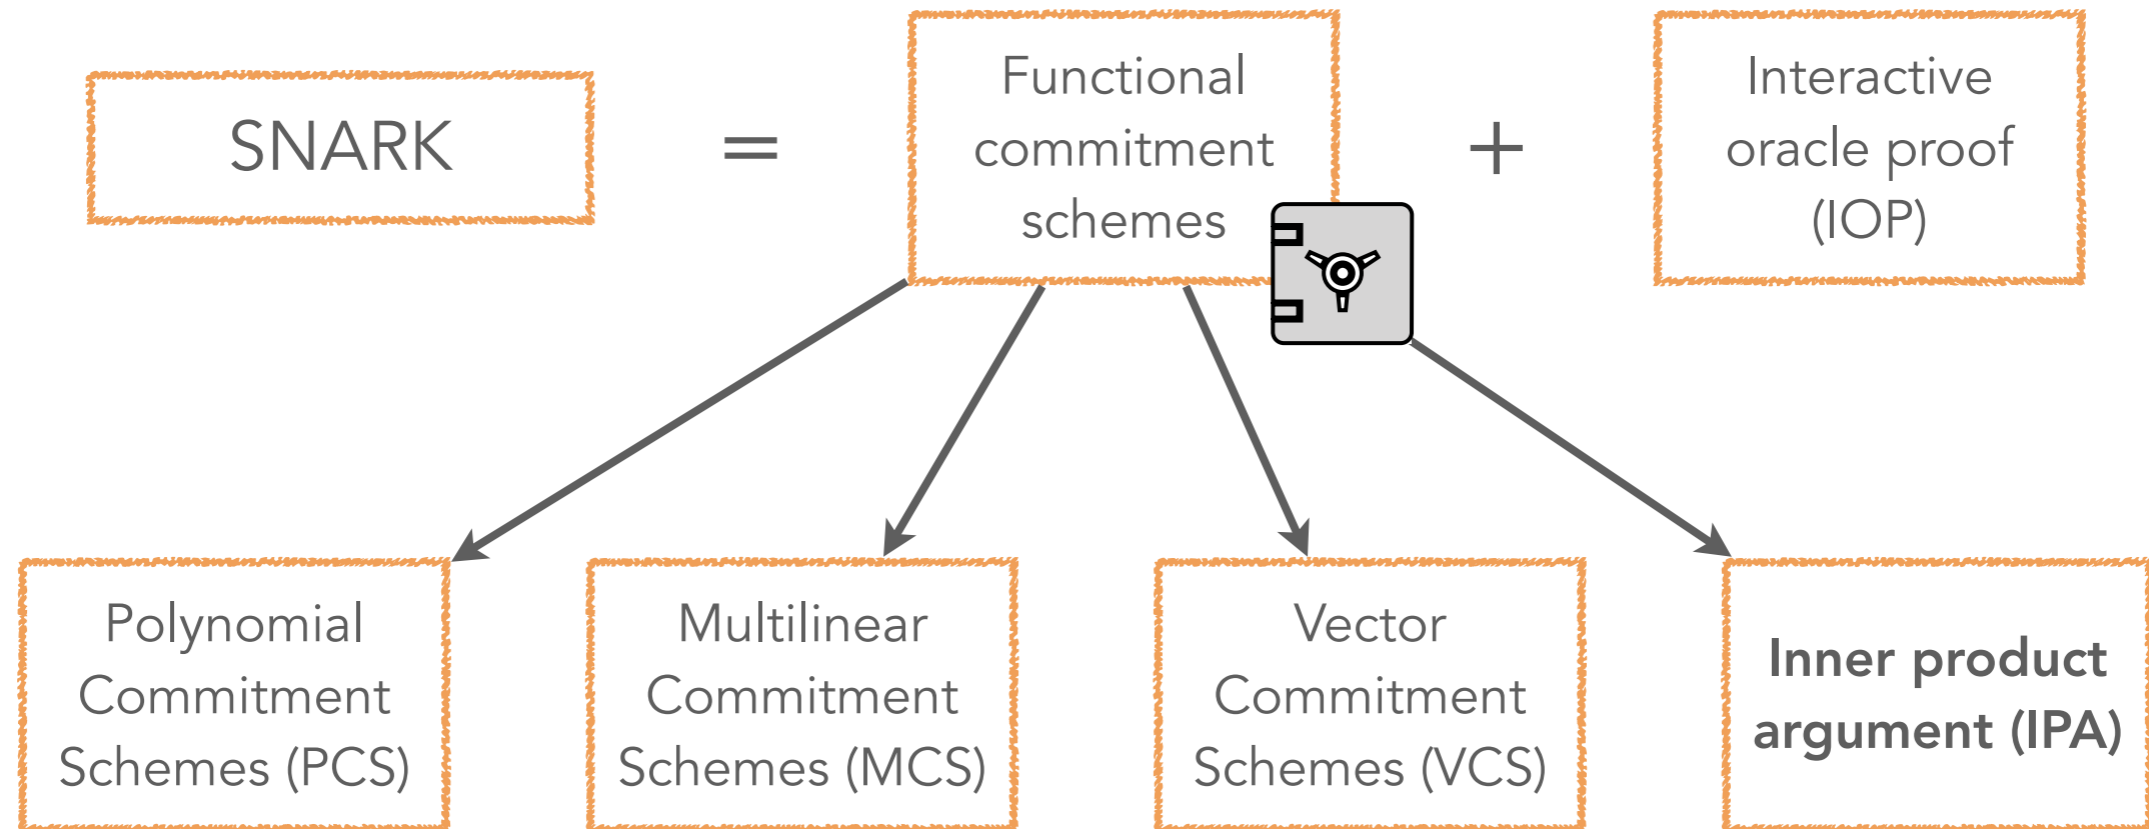 SNARK
=
Functional
commitment
schemes
+
Interactive
oracle proof
(IOP)
Polynomial
Commitment
Schemes (PCS)
Multilinear
Commitment
Schemes (MCS)
Vector
Commitment
Schemes (VCS)
Inner product
argument (IPA)